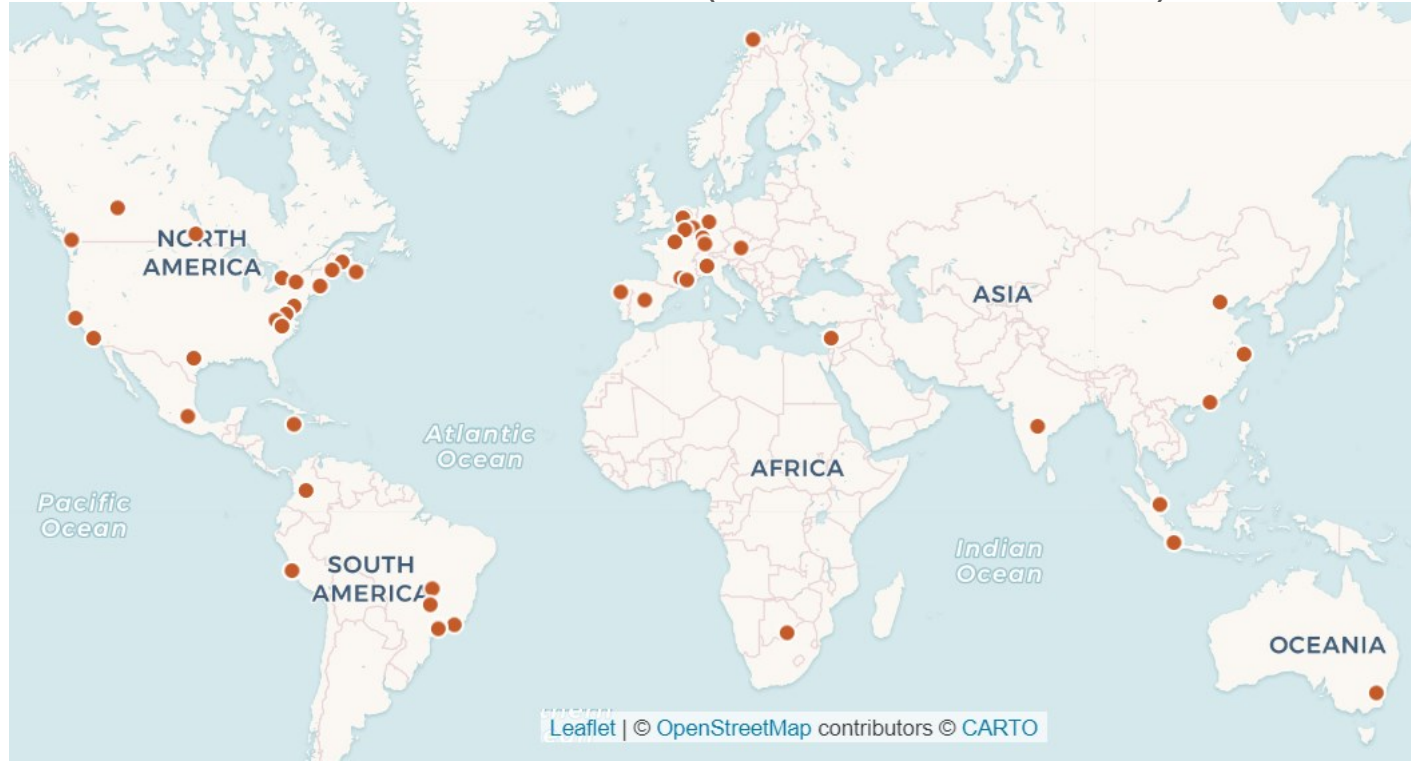 NORTH
AMERICA
ASIA
Atlantic
Ocean
AFRICA
Pacific
Ocean
SOUTH
AMERICA
Indian
Ocean
OCEANIA
Leaflet | © OpenStreetMap contributors © CARTO